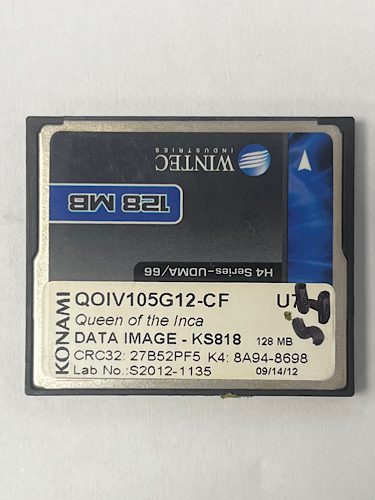 WINTEC
INDUSTRIES
128 MB
H4 Series-UDMA/66
KONAMI
QOIV105G12-CF
Queen of the Inca
DATA IMAGE - KS818 128 MB
CRC32: 27B52PF5 K4: 8A94-8698
Lab No.:S2012-1135 09/14/12